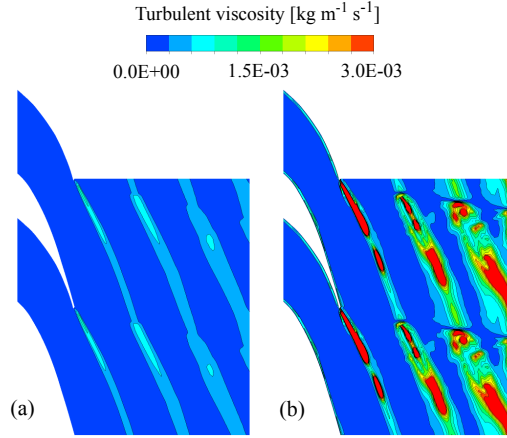 Turbulent viscosity [kg m⁻¹ s⁻¹]
0.0E+00 1.5E-03 3.0E-03
(a) (b)